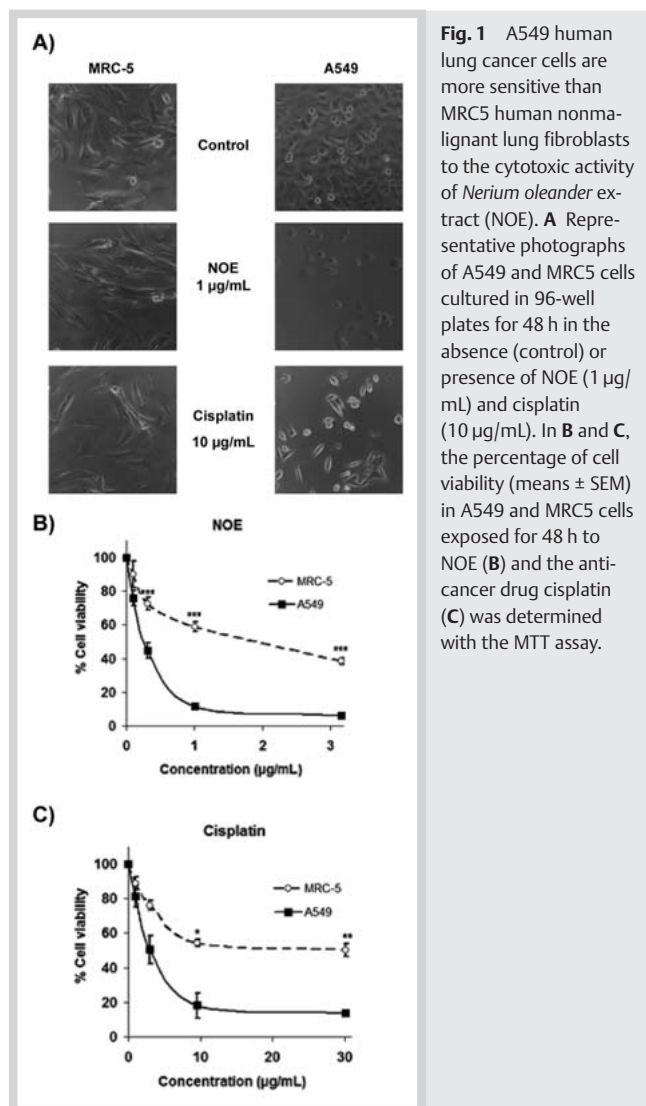 A)
MRC-5
A549
Control
NOE
1 µg/mL
Cisplatin
10 µg/mL
B)
NOE
% Cell viability
100
80
60
40
20
0
***
***
***
MRC-5
A549
0 1 2 3
Concentration (µg/mL)
C)
Cisplatin
% Cell viability
100
80
60
40
20
0
*
**
MRC-5
A549
0 10 20 30
Concentration (µg/mL)
Fig. 1 A549 human
lung cancer cells are
more sensitive than
MRC5 human nonma-
lignant lung fibroblasts
to the cytotoxic activity
of Nerium oleander ex-
tract (NOE). A Repre-
sentative photographs
of A549 and MRC5 cells
cultured in 96-well
plates for 48 h in the
absence (control) or
presence of NOE (1 µg/
mL) and cisplatin
(10 µg/mL). In B and C,
the percentage of cell
viability (means ± SEM)
in A549 and MRC5 cells
exposed for 48 h to
NOE (B) and the anti-
cancer drug cisplatin
(C) was determined
with the MTT assay.